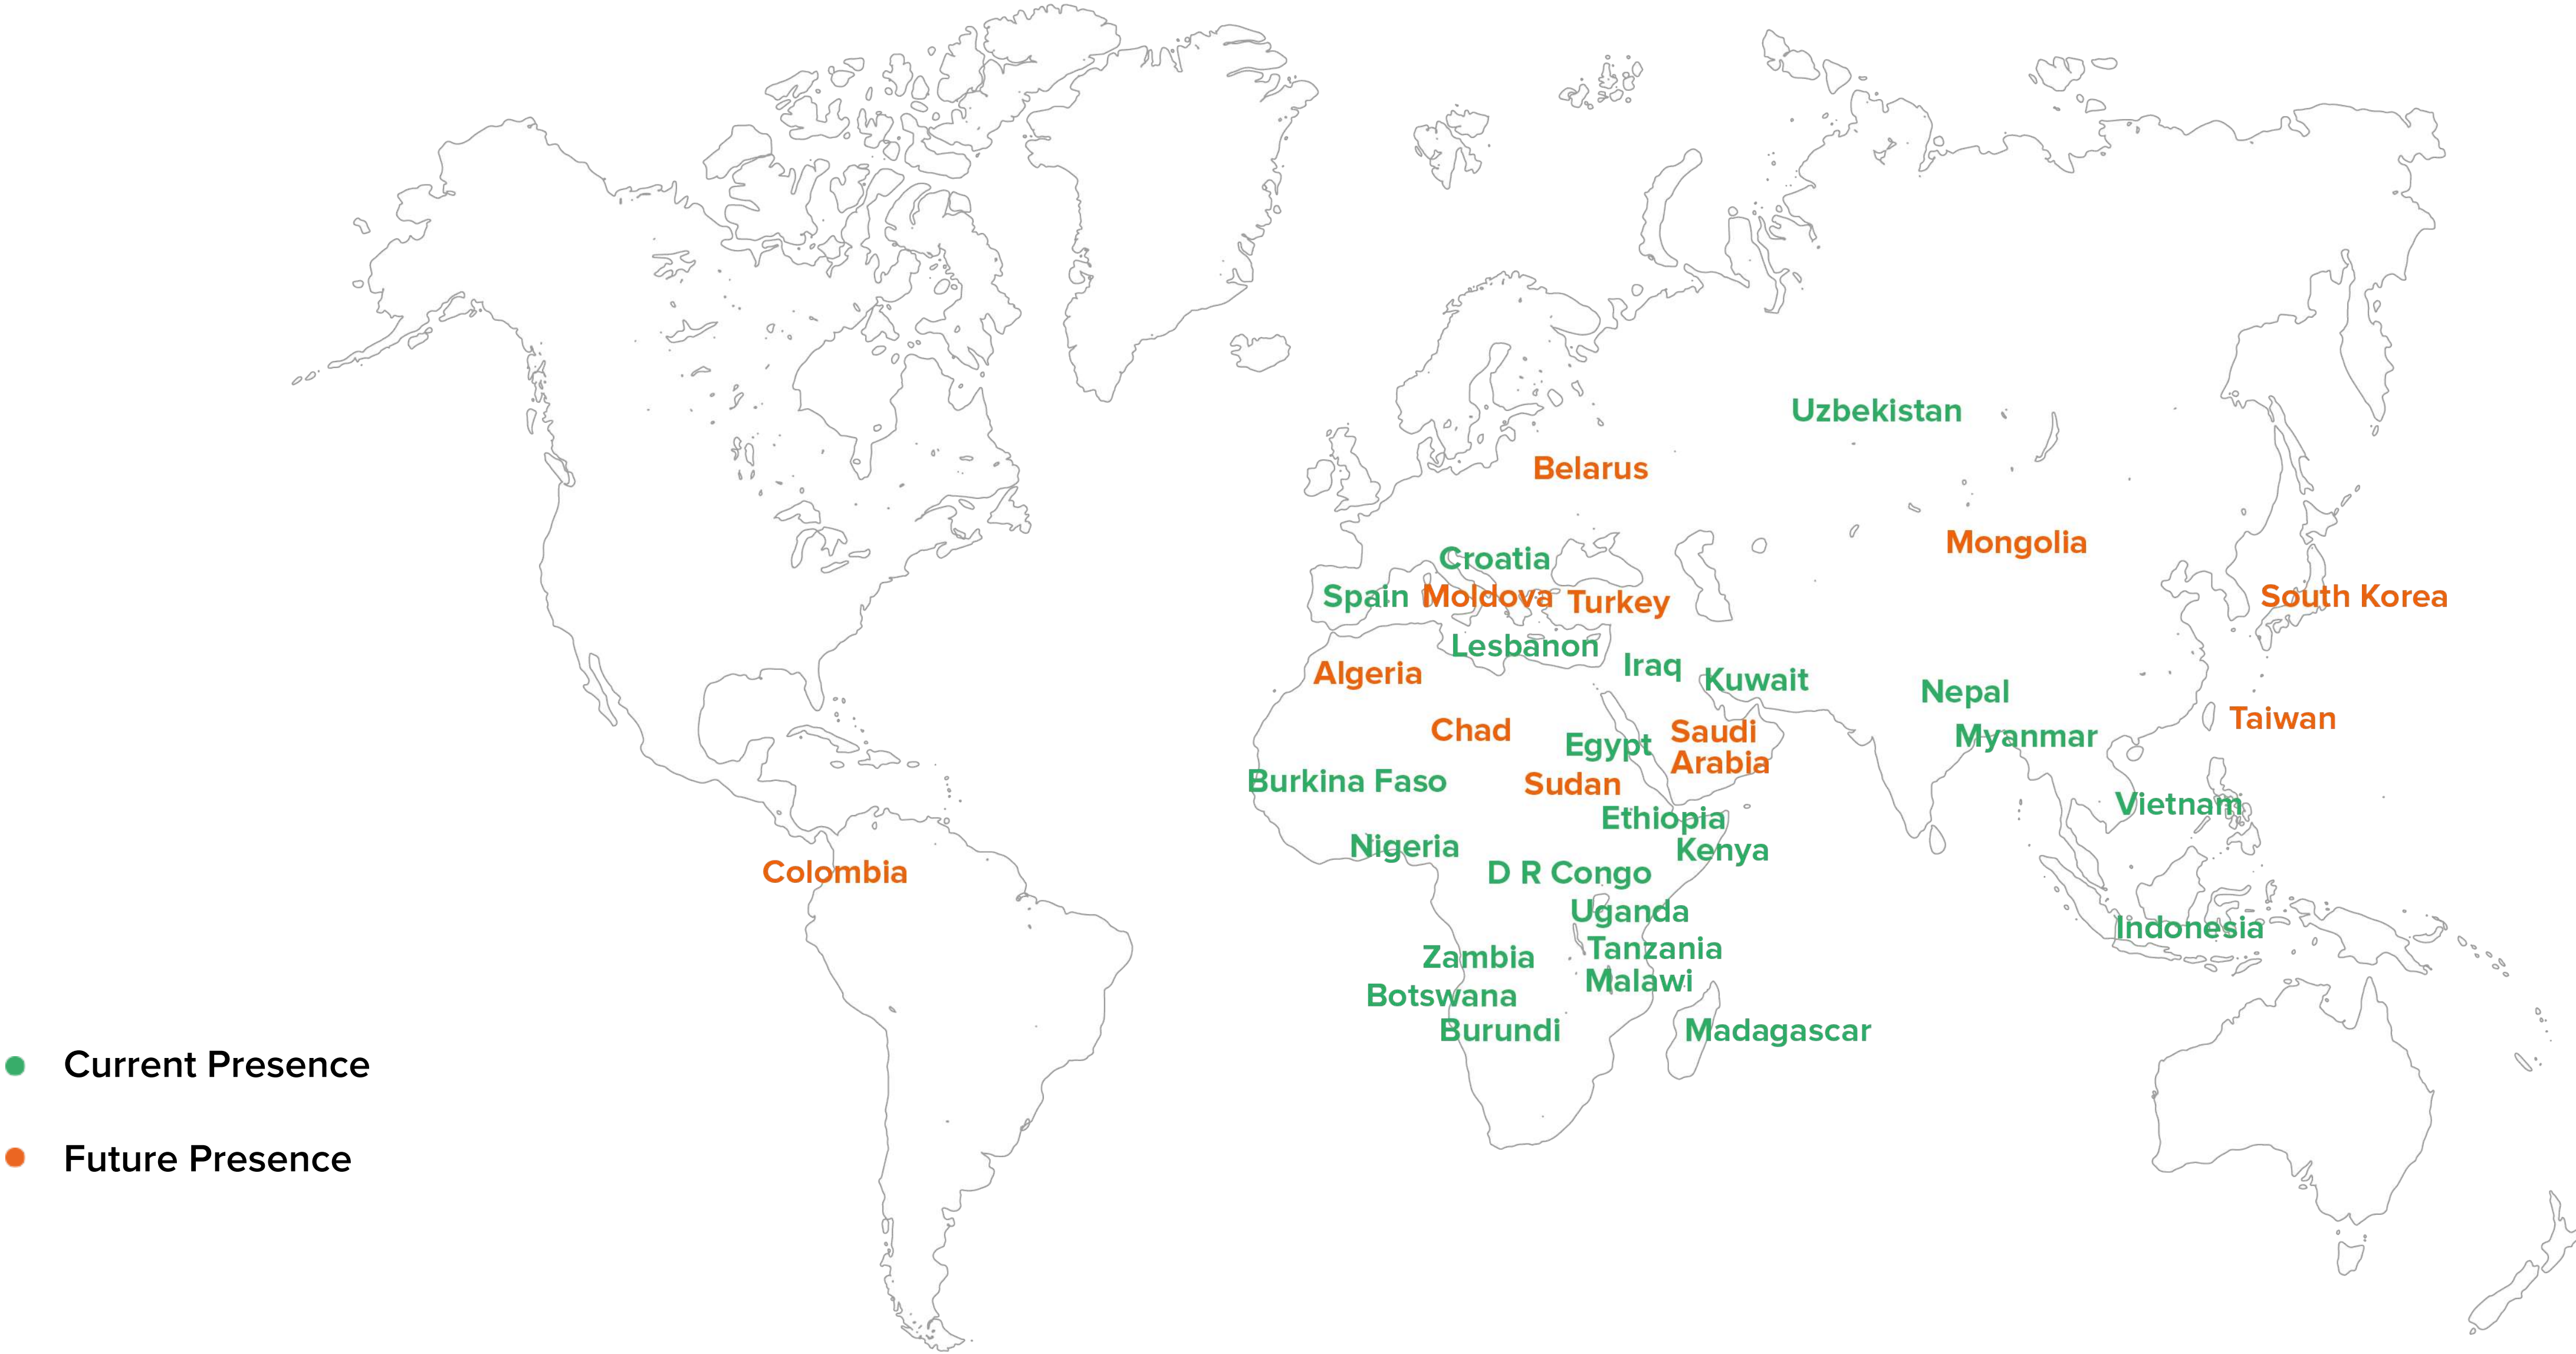 Uzbekistan
Belarus
Mongolia
Croatia
Spain
Moldova
Turkey
South Korea
Lesbanon
Iraq
Kuwait
Algeria
Nepal
Taiwan
Chad
Egypt
Saudi
Arabia
Myanmar
Burkina Faso
Sudan
Ethiopia
Vietnam
Nigeria
Kenya
Colombia
D R Congo
Uganda
Indonesia
Zambia
Tanzania
Malawi
Botswana
Burundi
Madagascar
Current Presence
Future Presence